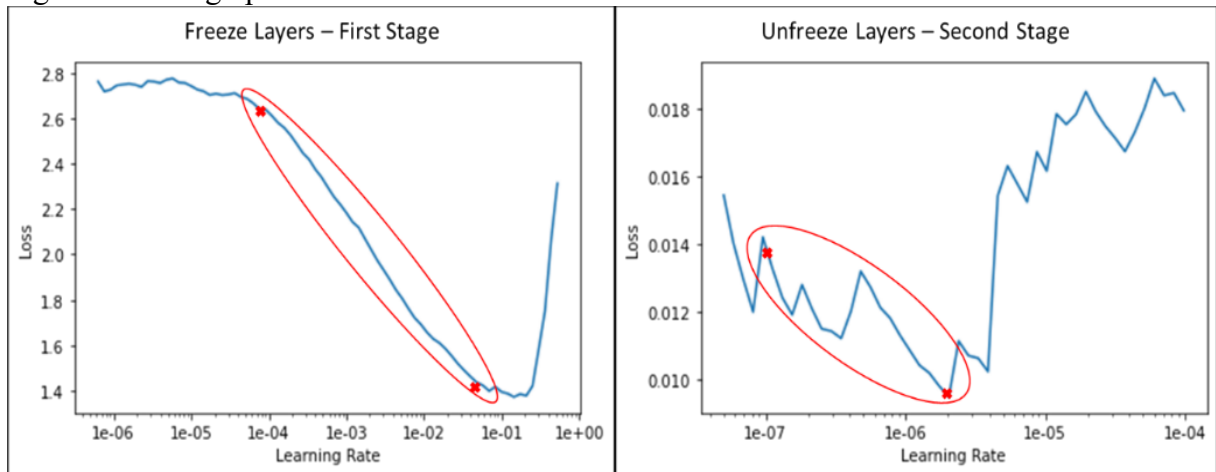 Freeze Layers – First Stage
2.8
2.6
2.4
2.2
2.0
1.8
1.6
1.4
Loss
1e-06 1e-05 1e-04 1e-03 1e-02 1e-01 1e+00
Learning Rate
Unfreeze Layers – Second Stage
0.018
0.016
0.014
0.012
0.010
Loss
1e-07 1e-06 1e-05 1e-04
Learning Rate